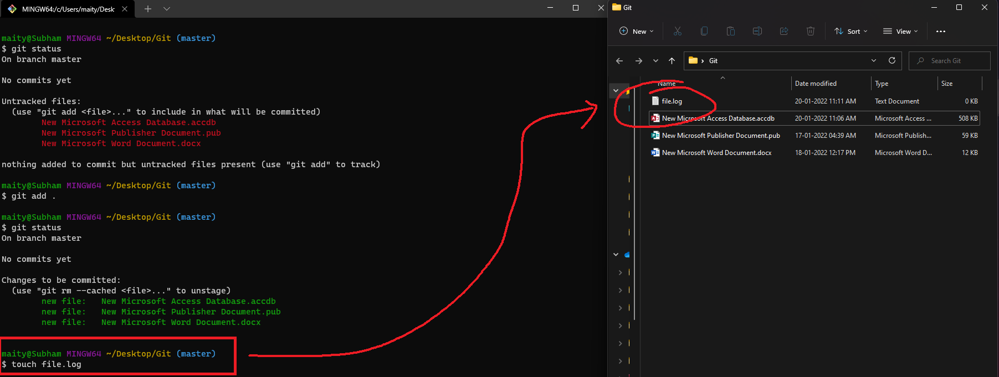 MINGW64:/c/Users/maity/Desk
maity@Subham MINGW64 ~/Desktop/Git (master)
$ git status
On branch master
No commits yet
Untracked files:
(use "git add <file>..." to include in what will be committed)
New Microsoft Access Database.accdb
New Microsoft Publisher Document.pub
New Microsoft Word Document.docx
nothing added to commit but untracked files present (use "git add" to track)
maity@Subham MINGW64 ~/Desktop/Git (master)
$ git add .
maity@Subham MINGW64 ~/Desktop/Git (master)
$ git status
On branch master
No commits yet
Changes to be committed:
(use "git rm --cached <file>..." to unstage)
new file:   New Microsoft Access Database.accdb
new file:   New Microsoft Publisher Document.pub
new file:   New Microsoft Word Document.docx
maity@Subham MINGW64 ~/Desktop/Git (master)
$ touch file.log
Git
New Sort View
Git Search Git
Name Date modified Type Size
file.log 20-01-2022 11:11 AM Text Document 0 KB
New Microsoft Access Database.accdb 20-01-2022 11:06 AM Microsoft Access ... 508 KB
New Microsoft Publisher Document.pub 17-01-2022 04:39 AM Microsoft Publish... 59 KB
New Microsoft Word Document.docx 18-01-2022 12:17 PM Microsoft Word D... 12 KB